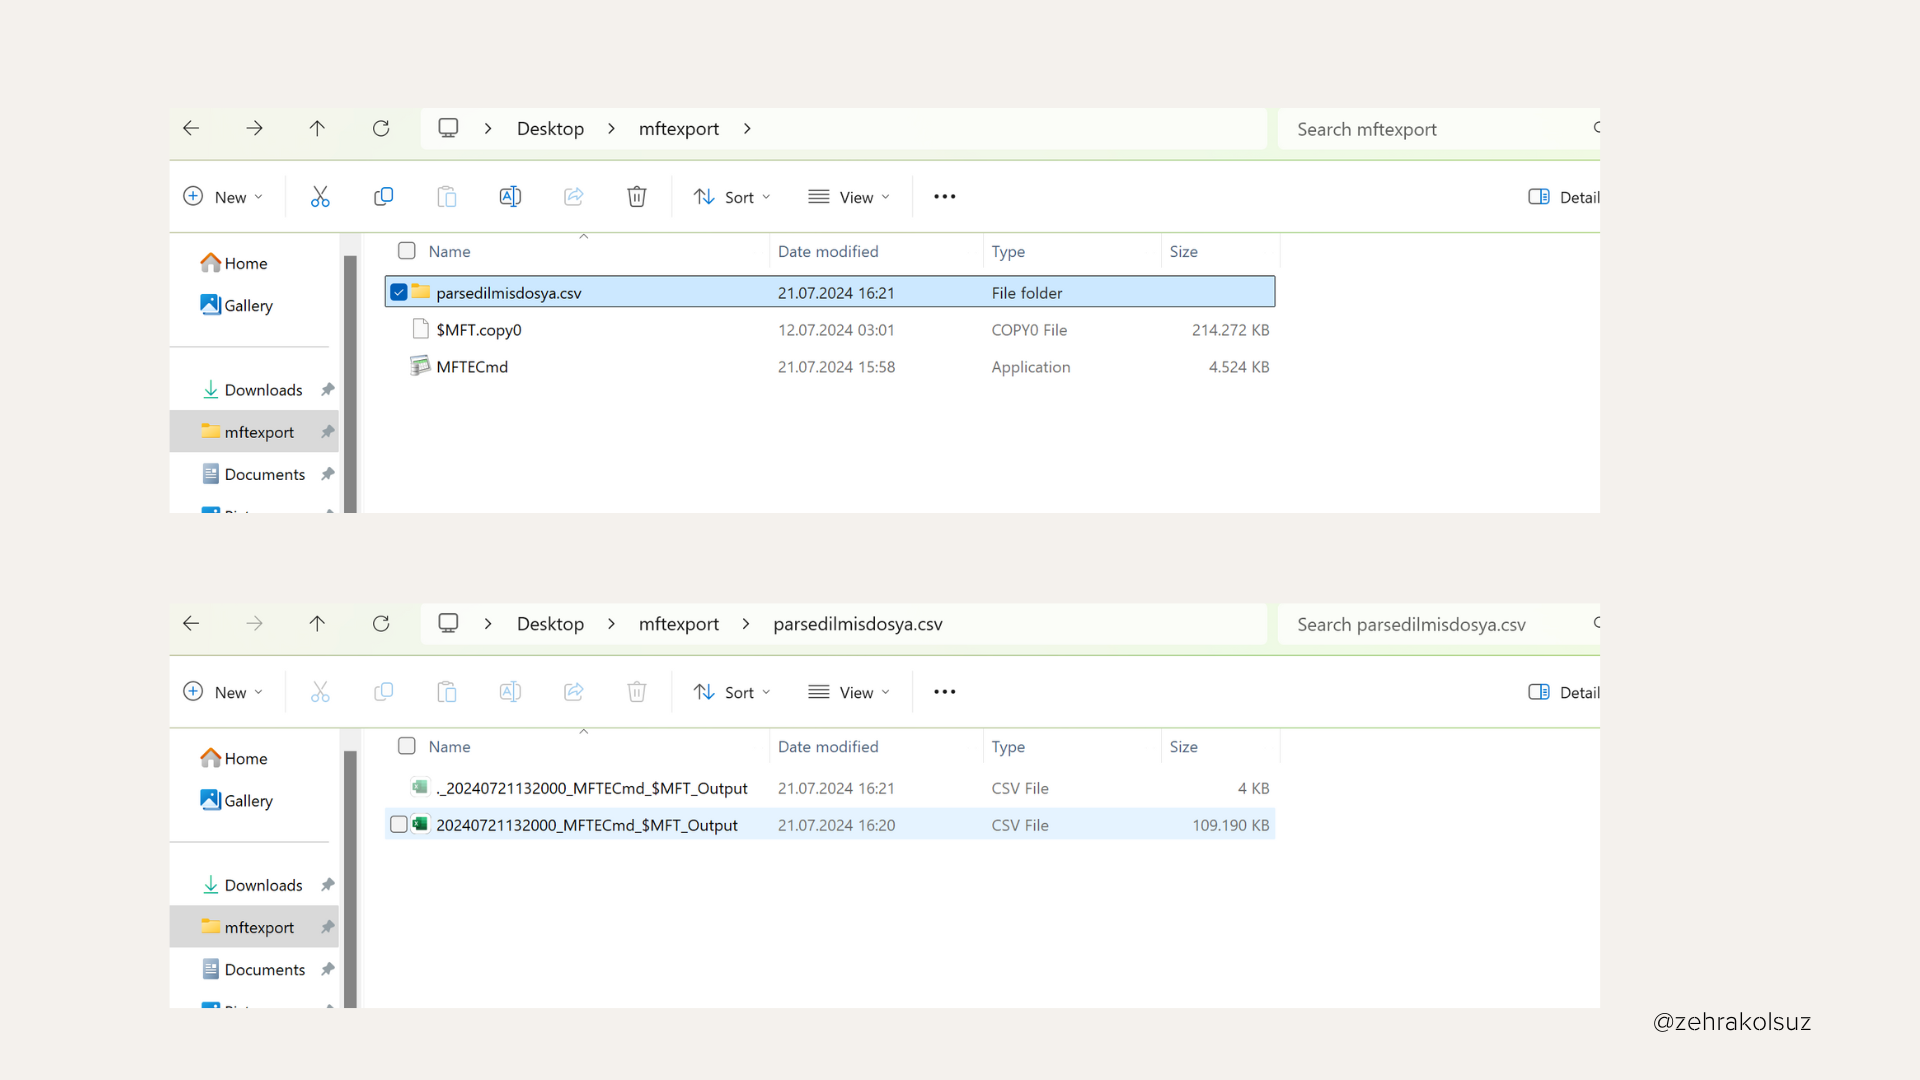 Desktop > mftexport >
Search mftexport
New
Sort
View
Detail
Name Date modified Type Size
Home
Gallery
Downloads
mftexport
Documents
parsedilmisdosya.csv 21.07.2024 16:21 File folder
$MFT.copy0 12.07.2024 03:01 COPY0 File 214.272 KB
MFTECmd 21.07.2024 15:58 Application 4.524 KB
Desktop > mftexport > parsedilmisdosya.csv
Search parsedilmisdosya.csv
New
Sort
View
Detail
Name Date modified Type Size
Home
Gallery
Downloads
mftexport
Documents
._20240721132000_MFTECmd_$MFT_Output 21.07.2024 16:21 CSV File 4 KB
20240721132000_MFTECmd_$MFT_Output 21.07.2024 16:20 CSV File 109.190 KB
@zehrakolsuz